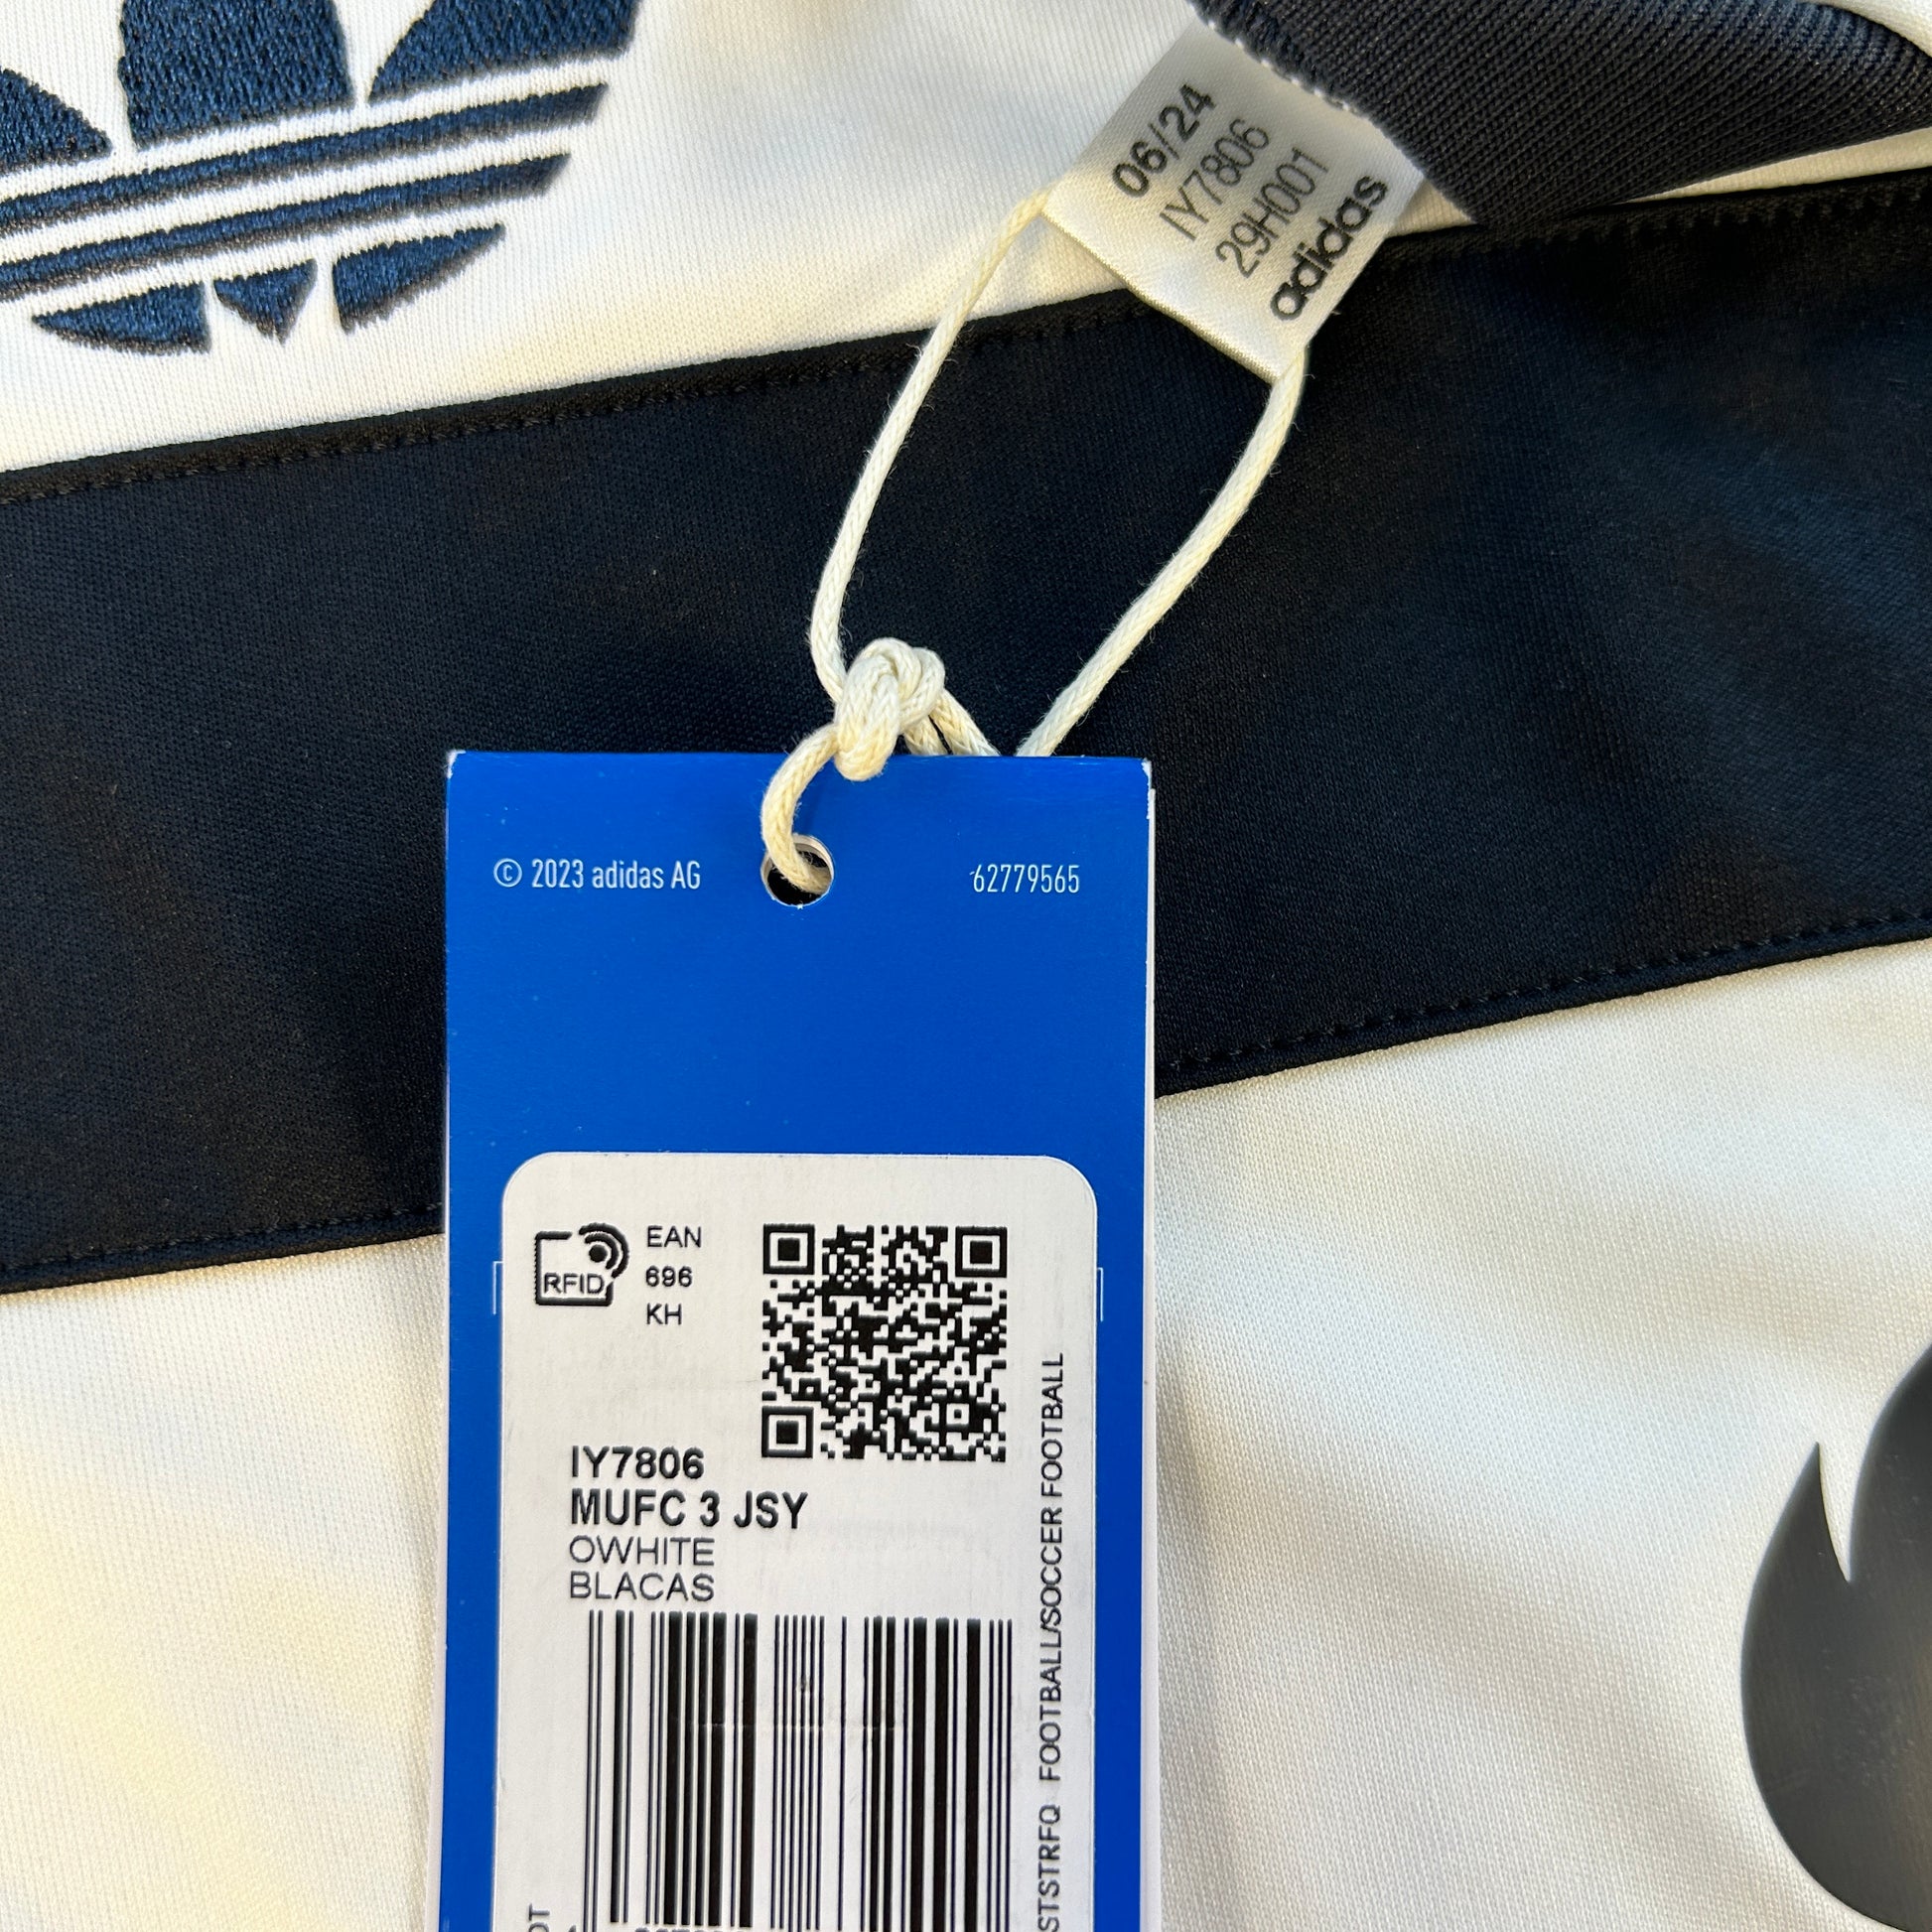 06/24
IY7806
29H001
adidas
© 2023 adidas AG
62779565
RFID
EAN
696
KH
IY7806
MUFC 3 JSY
OWHITE
BLACAS
FOOTBALL/SOCCER FOOTBALL